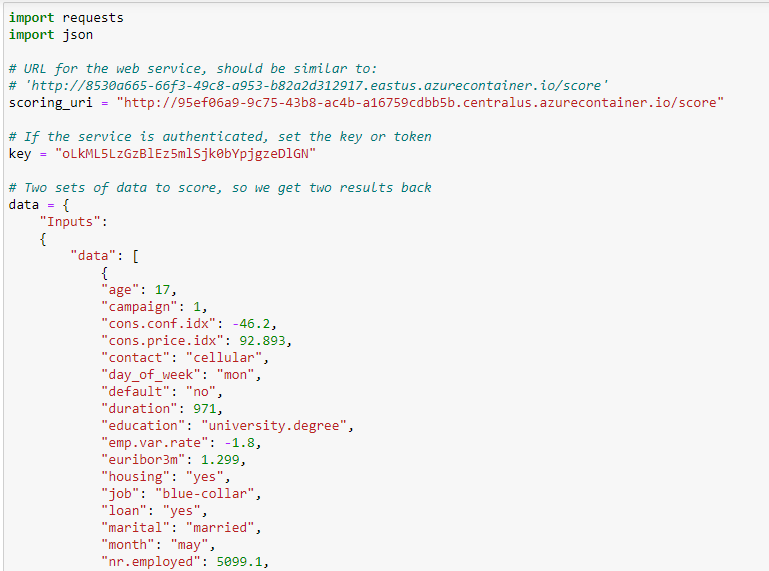 import requests
import json
# URL for the web service, should be similar to:
# 'http://8530a665-66f3-49c8-a953-b82a2d312917.eastus.azurecontainer.io/score'
scoring_uri = "http://95ef06a9-9c75-43b8-ac4b-a16759cdbb5b.centralus.azurecontainer.io/score"
# If the service is authenticated, set the key or token
key = "oLkML5LzGzBlEz5mlSjk0bYpjgzeDlGN"
# Two sets of data to score, so we get two results back
data = {
    "Inputs":
    {
        "data": [
            {
            "age": 17,
            "campaign": 1,
            "cons.conf.idx": -46.2,
            "cons.price.idx": 92.893,
            "contact": "cellular",
            "day_of_week": "mon",
            "default": "no",
            "duration": 971,
            "education": "university.degree",
            "emp.var.rate": -1.8,
            "euribor3m": 1.299,
            "housing": "yes",
            "job": "blue-collar",
            "loan": "yes",
            "marital": "married",
            "month": "may",
            "nr.employed": 5099.1,